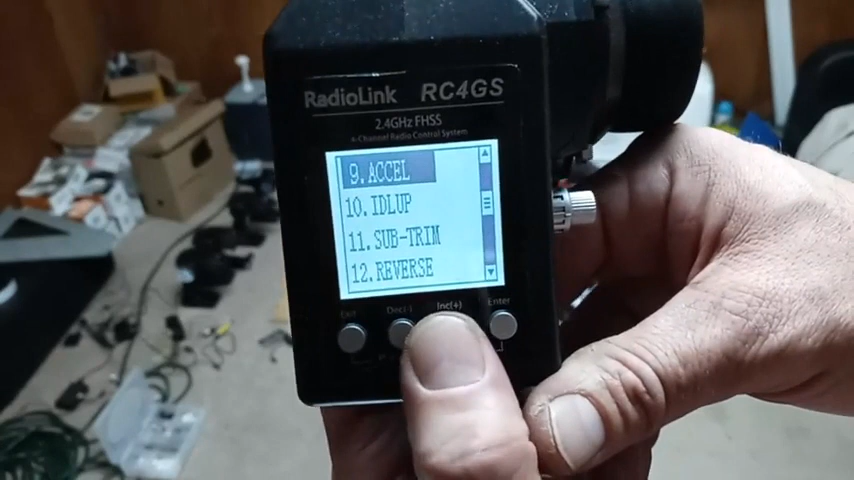 RadioLink RC4GS
2.4GHz FHSS
4-Channel Radio Control System
9.ACCEL
10.IDLUP
11.SUB-TRIM
12.REVERSE
Exit Dec(-) Inc(+) Enter